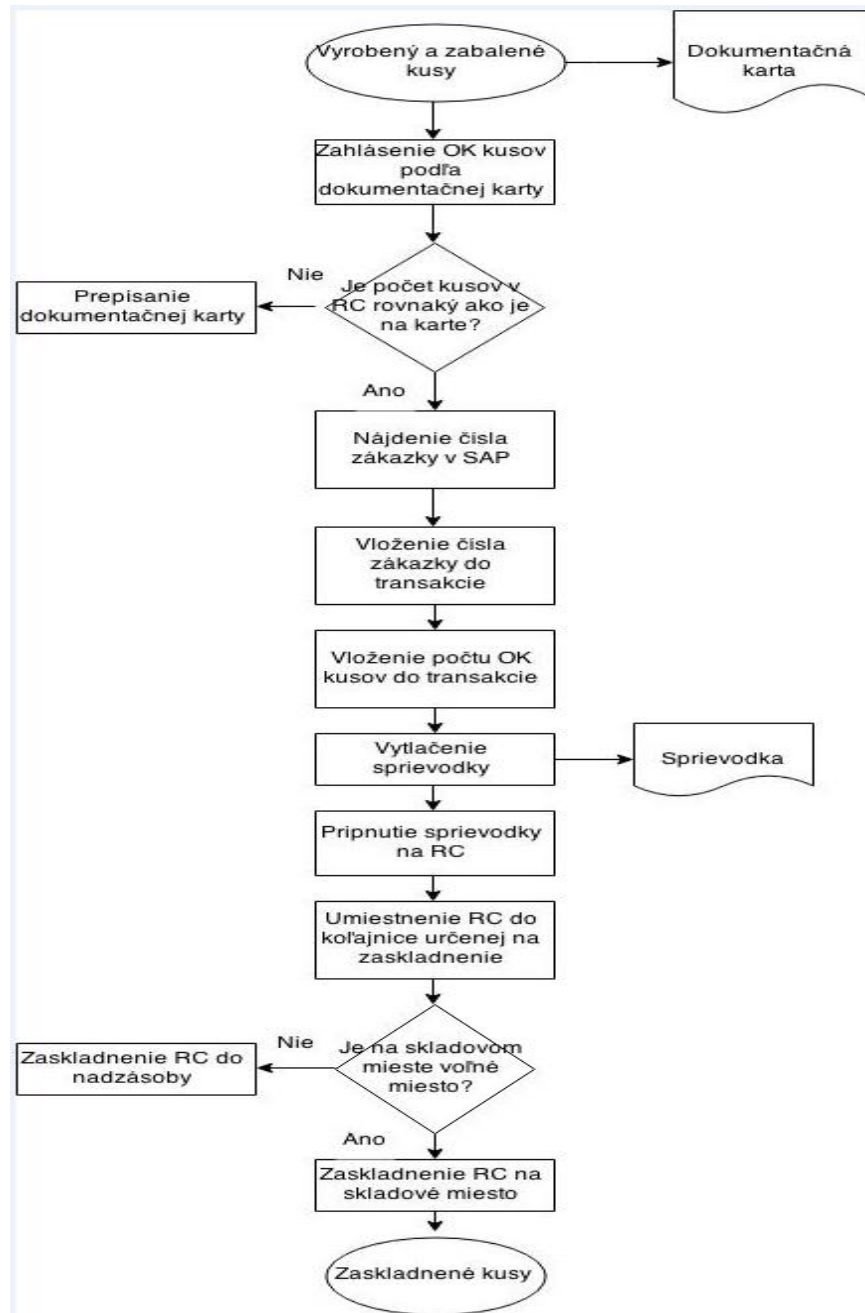 Vyrobený a zabalené
kusy
Dokumentačná
karta
Zahlásenie OK kusov
podľa
dokumentačnej karty
Nie
Je počet kusov v
RC rovnaký ako je
na karte?
Prepisanie
dokumentačnej karty
Ano
Nájdenie čísla
zákazky v SAP
Vloženie čísla
zákazky do
transakcie
Vloženie počtu OK
kusov do transakcie
Vytlačenie
sprievodky
Sprievodka
Pripnutie sprievodky
na RC
Umiestnenie RC do
koľajnice určenej na
zaskladnenie
Nie
Je na skladovom
mieste voľné
miesto?
Zaskladnenie RC do
nadzásoby
Ano
Zaskladnenie RC na
skladové miesto
Zaskladnené kusy